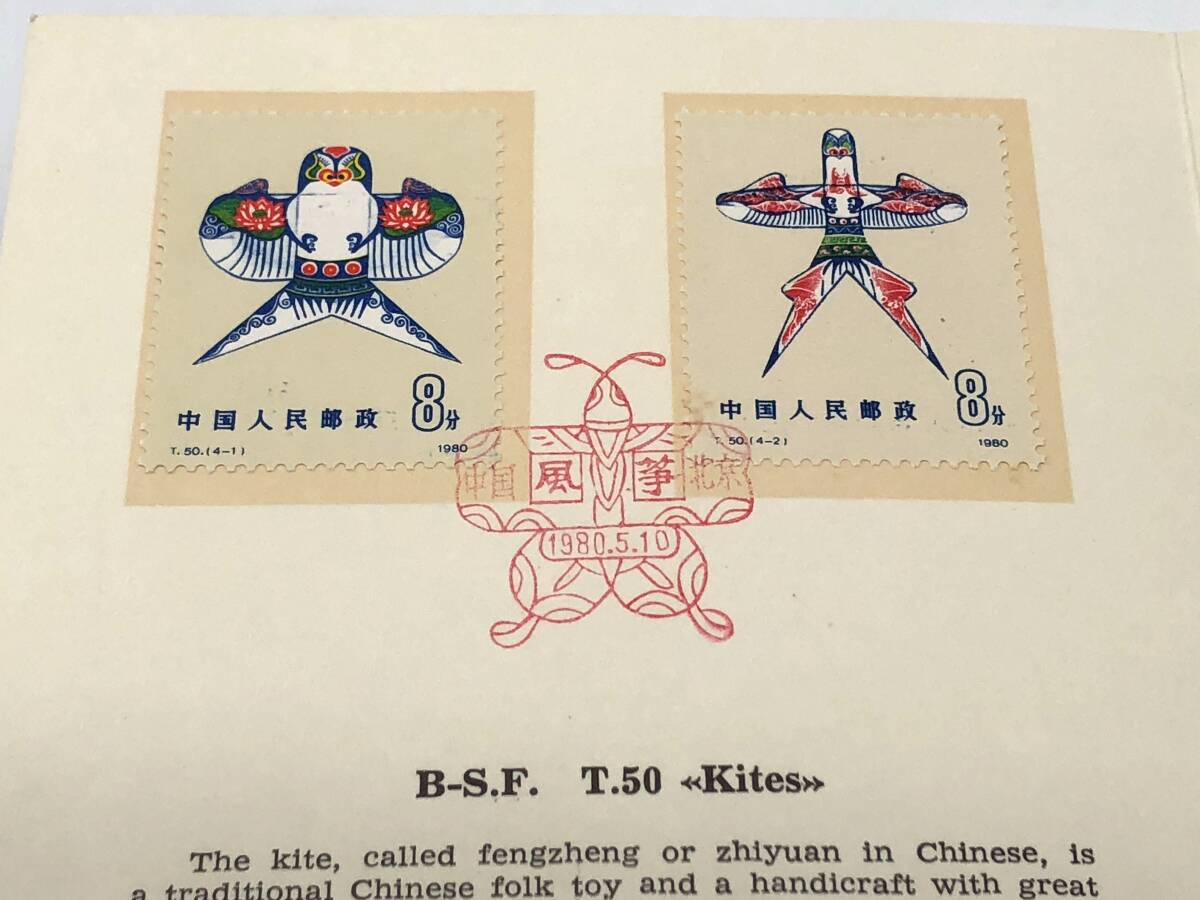 中国人民邮政 8分
T.50.(4-1) 1980
中国人民邮政 8分
T.50.(4-2) 1980
中国 風 筝 北京
1980.5.10
B-S.F. T.50 «Kites»
The kite, called fengzheng or zhiyuan in Chinese, is
a traditional Chinese folk toy and a handicraft with great